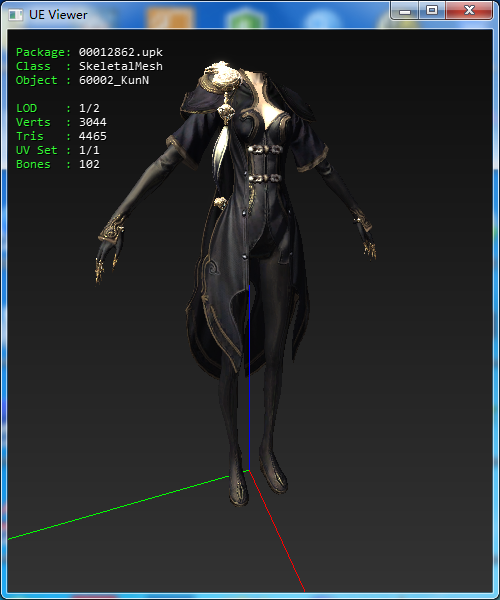 UE Viewer
Package: 00012862.upk
Class : SkeletalMesh
Object : 60002_KunN
LOD : 1/2
Verts : 3044
Tris : 4465
UV Set : 1/1
Bones : 102